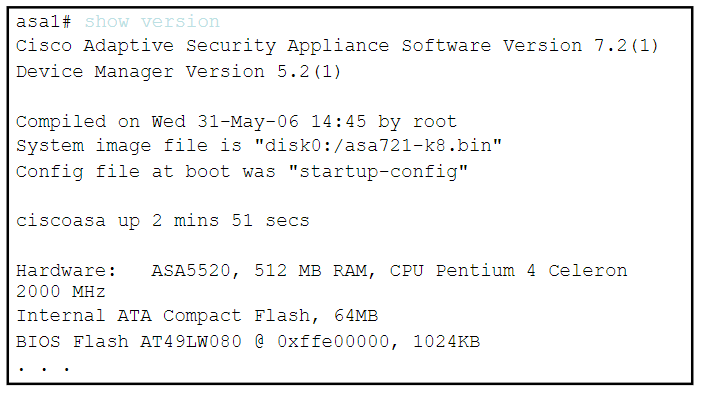 asa1# show version
Cisco Adaptive Security Appliance Software Version 7.2(1)
Device Manager Version 5.2(1)
Compiled on Wed 31-May-06 14:45 by root
System image file is "disk0:/asa721-k8.bin"
Config file at boot was "startup-config"
ciscoasa up 2 mins 51 secs
Hardware:   ASA5520, 512 MB RAM, CPU Pentium 4 Celeron
2000 MHz
Internal ATA Compact Flash, 64MB
BIOS Flash AT49LW080 @ 0xffe00000, 1024KB
. . .